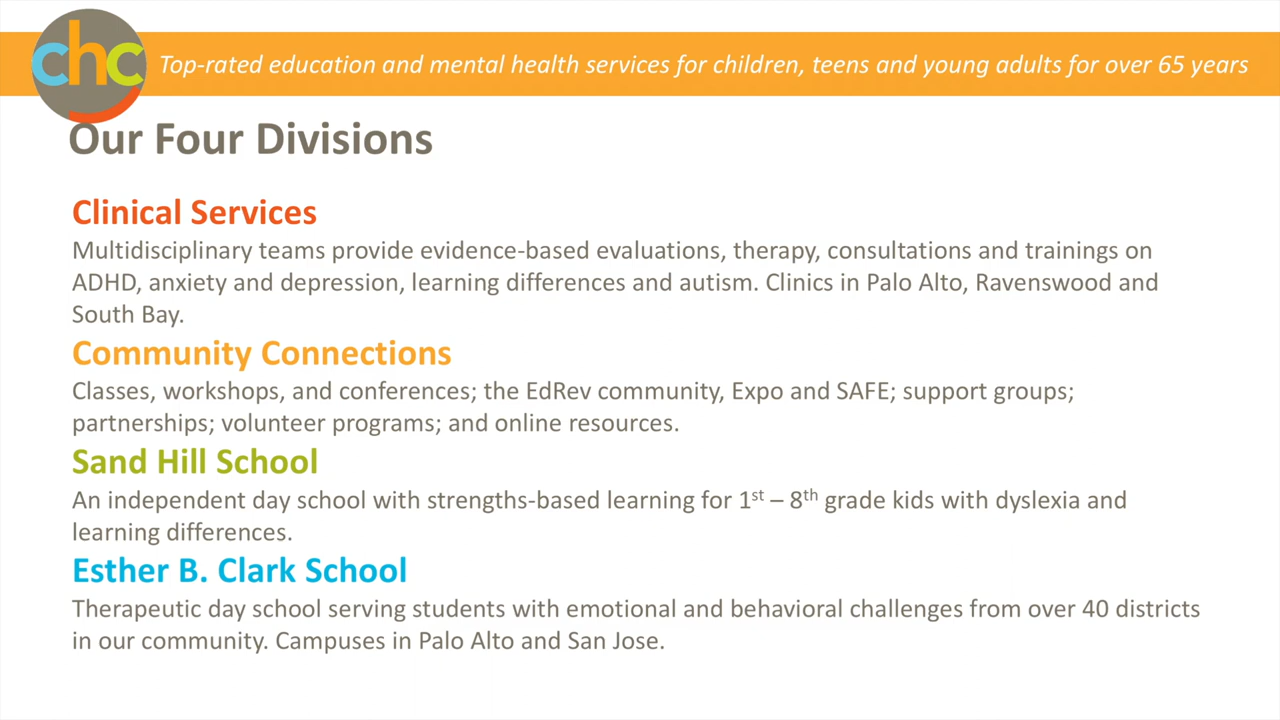 chc
Top-rated education and mental health services for children, teens and young adults for over 65 years
Our Four Divisions
Clinical Services
Multidisciplinary teams provide evidence-based evaluations, therapy, consultations and trainings on
ADHD, anxiety and depression, learning differences and autism. Clinics in Palo Alto, Ravenswood and
South Bay.
Community Connections
Classes, workshops, and conferences; the EdRev community, Expo and SAFE; support groups;
partnerships; volunteer programs; and online resources.
Sand Hill School
An independent day school with strengths-based learning for 1st – 8th grade kids with dyslexia and
learning differences.
Esther B. Clark School
Therapeutic day school serving students with emotional and behavioral challenges from over 40 districts
in our community. Campuses in Palo Alto and San Jose.